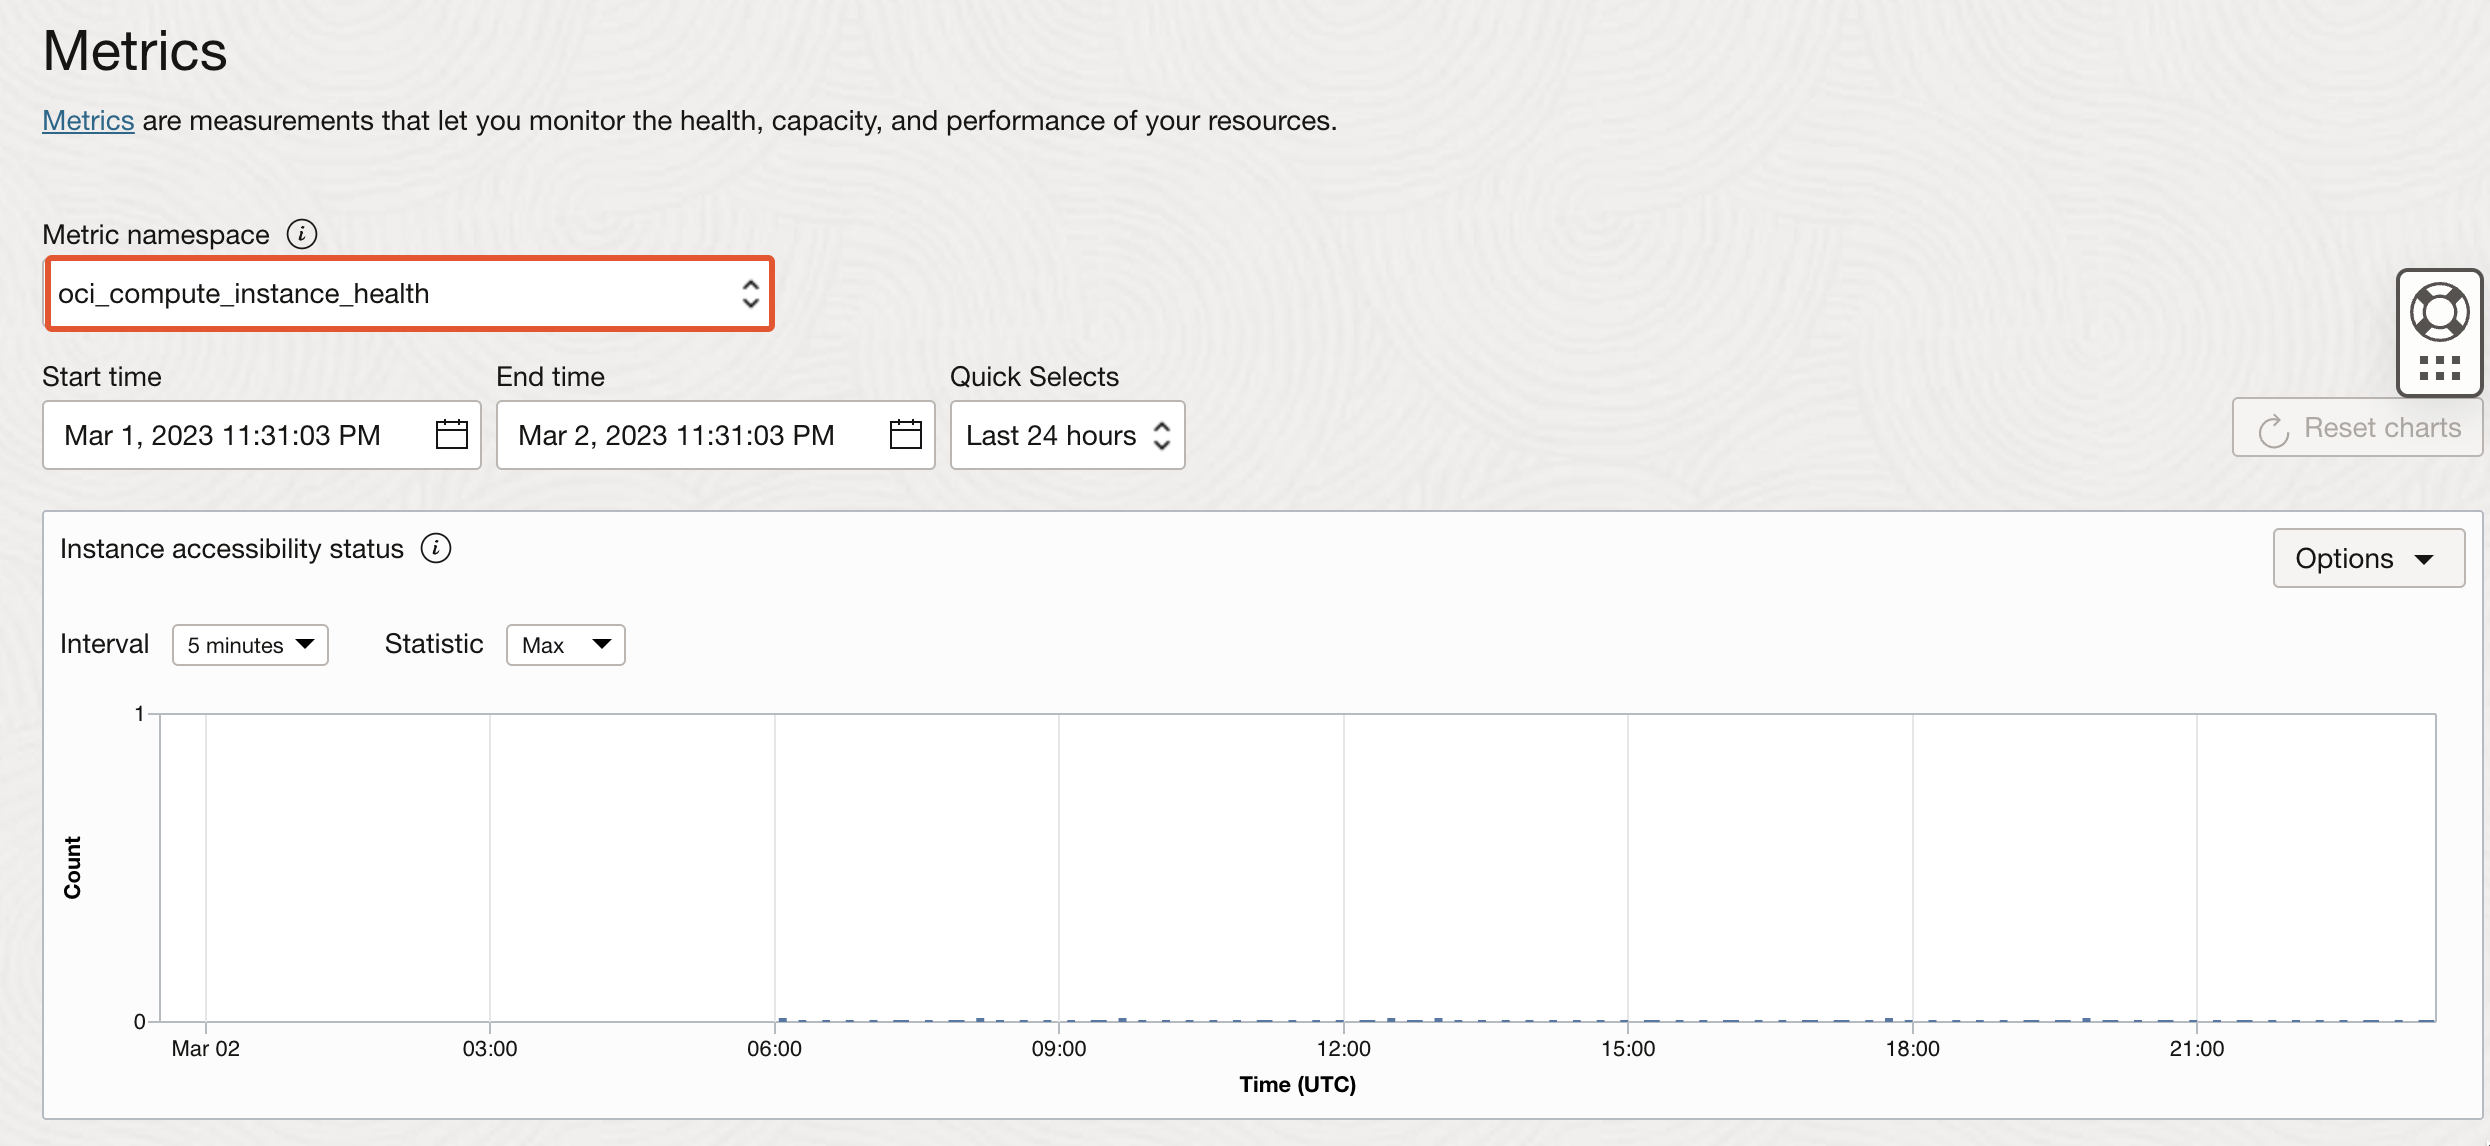 Metrics
Metrics are measurements that let you monitor the health, capacity, and performance of your resources.
Metric namespace i
oci_compute_instance_health
Start time End time Quick Selects
Mar 1, 2023 11:31:03 PM Mar 2, 2023 11:31:03 PM Last 24 hours Reset charts
Instance accessibility status i Options
Interval 5 minutes Statistic Max
1
Count
0
Mar 02 03:00 06:00 09:00 12:00 15:00 18:00 21:00
Time (UTC)